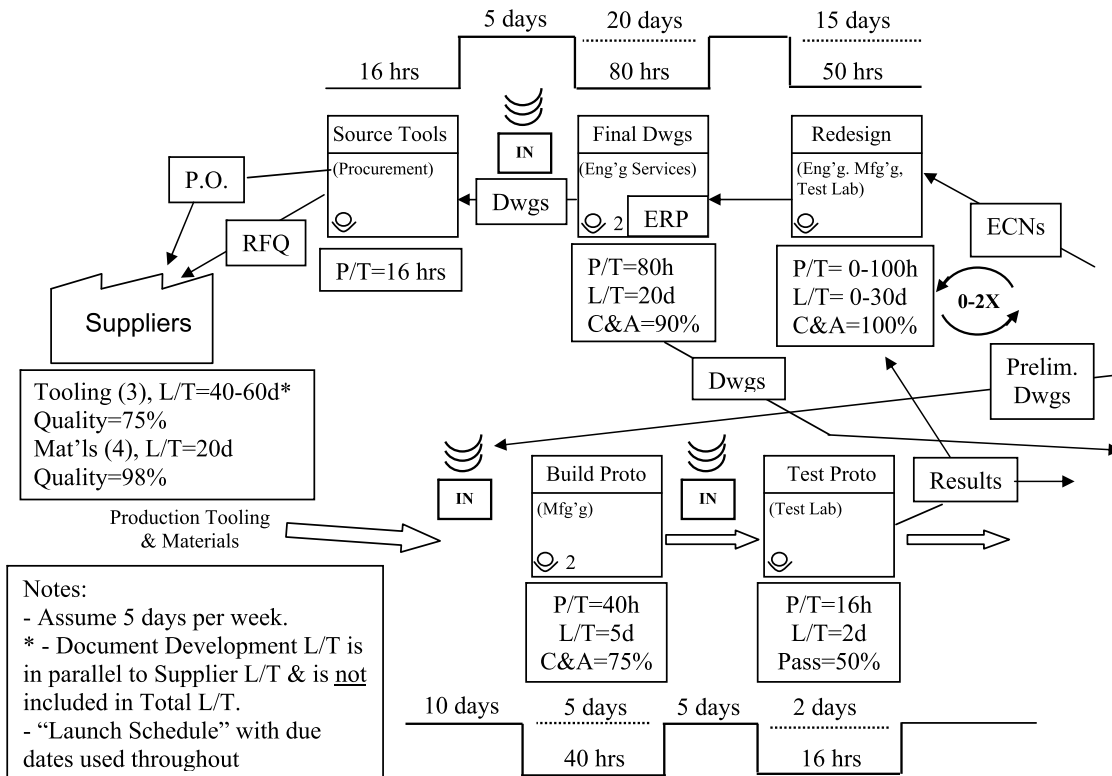 5 days
20 days
15 days
16 hrs
80 hrs
50 hrs
Source Tools
(Procurement)
IN
Final Dwgs
(Eng'g Services)
2
ERP
Redesign
(Eng'g. Mfg'g,
Test Lab)
P.O.
RFQ
Dwgs
ECNs
P/T=16 hrs
P/T=80h
L/T=20d
C&A=90%
P/T= 0-100h
L/T= 0-30d
C&A=100%
0-2X
Suppliers
Tooling (3), L/T=40-60d*
Quality=75%
Mat'ls (4), L/T=20d
Quality=98%
Dwgs
Prelim.
Dwgs
Production Tooling
& Materials
IN
Build Proto
(Mfg'g)
2
IN
Test Proto
(Test Lab)
Results
P/T=40h
L/T=5d
C&A=75%
P/T=16h
L/T=2d
Pass=50%
Notes:
- Assume 5 days per week.
* - Document Development L/T is
in parallel to Supplier L/T & is not
included in Total L/T.
- “Launch Schedule” with due
dates used throughout
10 days
5 days
5 days
2 days
40 hrs
16 hrs